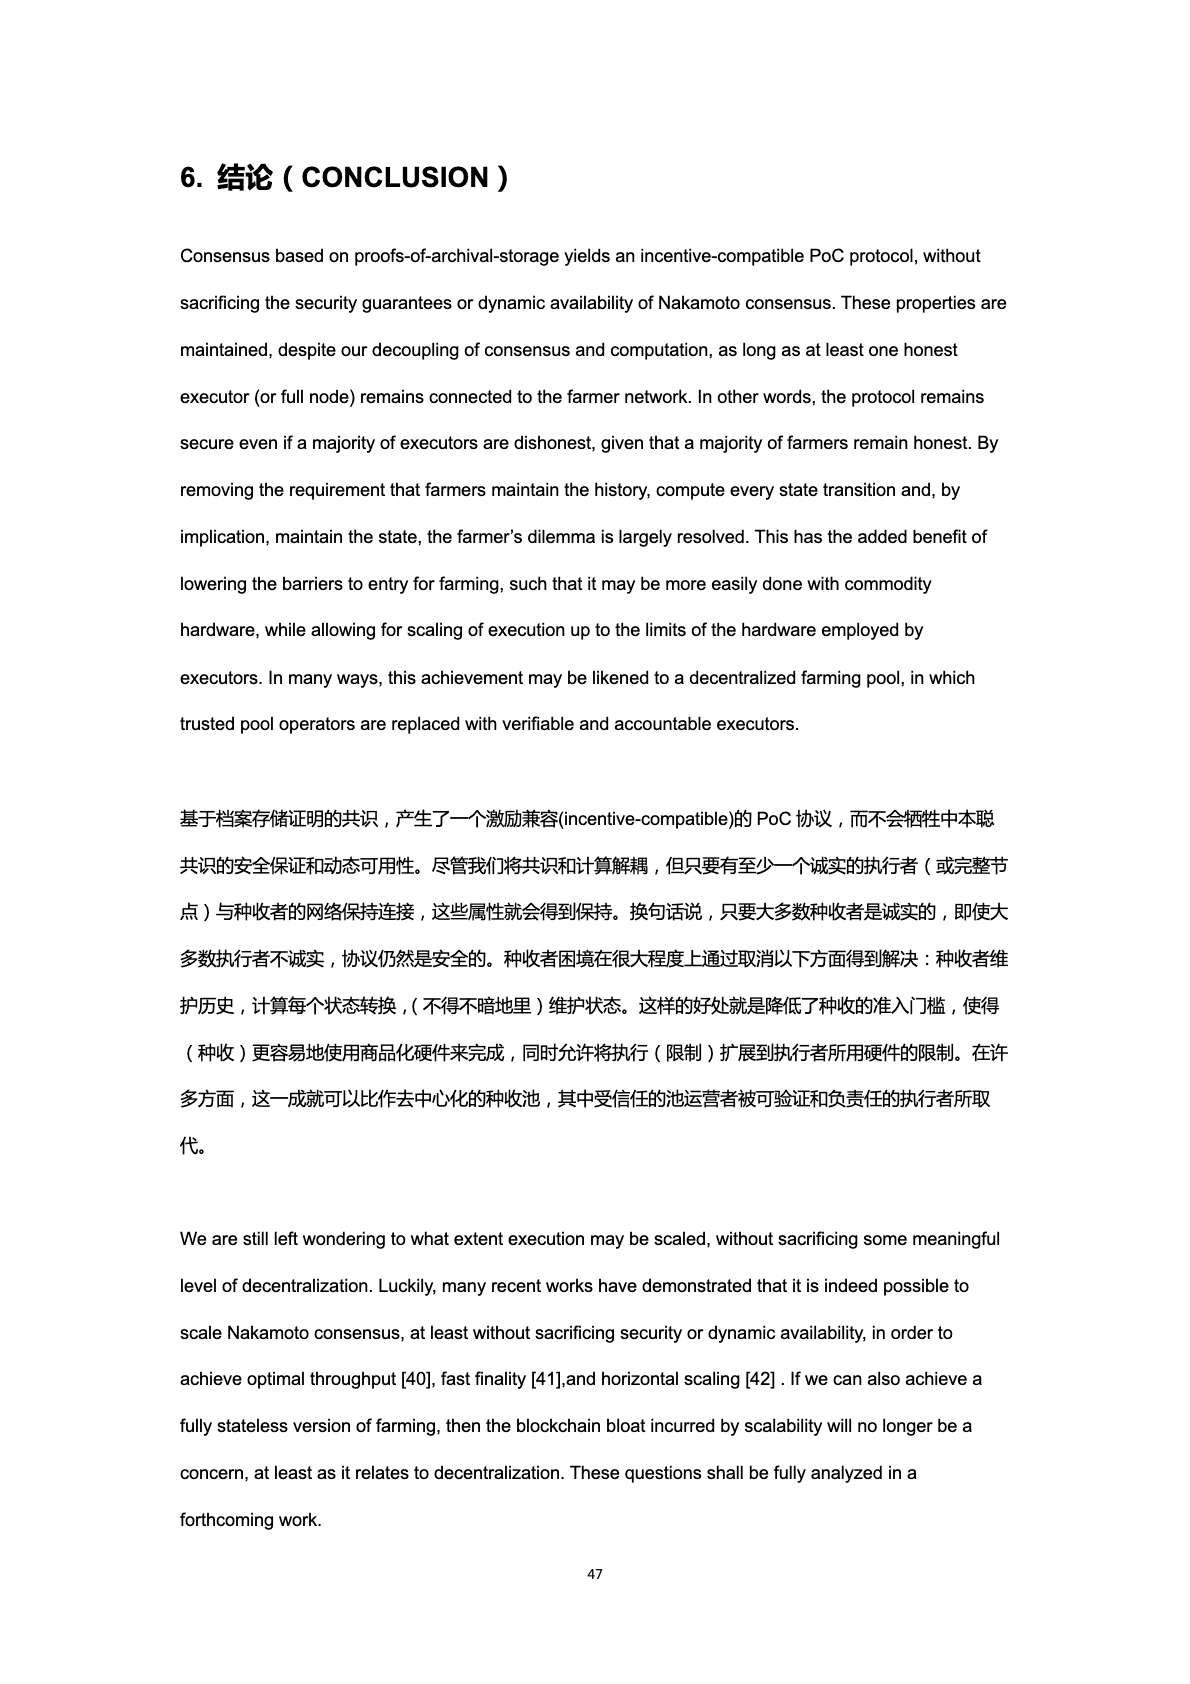 6. 结论（CONCLUSION）
Consensus based on proofs-of-archival-storage yields an incentive-compatible PoC protocol, without
sacrificing the security guarantees or dynamic availability of Nakamoto consensus. These properties are
maintained, despite our decoupling of consensus and computation, as long as at least one honest
executor (or full node) remains connected to the farmer network. In other words, the protocol remains
secure even if a majority of executors are dishonest, given that a majority of farmers remain honest. By
removing the requirement that farmers maintain the history, compute every state transition and, by
implication, maintain the state, the farmer’s dilemma is largely resolved. This has the added benefit of
lowering the barriers to entry for farming, such that it may be more easily done with commodity
hardware, while allowing for scaling of execution up to the limits of the hardware employed by
executors. In many ways, this achievement may be likened to a decentralized farming pool, in which
trusted pool operators are replaced with verifiable and accountable executors.
基于档案存储证明的共识，产生了一个激励兼容(incentive-compatible)的 PoC 协议，而不会牺牲中本聪
共识的安全保证和动态可用性。尽管我们将共识和计算解耦，但只要有至少一个诚实的执行者（或完整节
点）与种收者的网络保持连接，这些属性就会得到保持。换句话说，只要大多数种收者是诚实的，即使大
多数执行者不诚实，协议仍然是安全的。种收者困境在很大程度上通过取消以下方面得到解决：种收者维
护历史，计算每个状态转换，（不得不暗地里）维护状态。这样的好处就是降低了种收的准入门槛，使得
（种收）更容易地使用商品化硬件来完成，同时允许将执行（限制）扩展到执行者所用硬件的限制。在许
多方面，这一成就可以比作去中心化的种收池，其中受信任的池运营者被可验证和负责任的执行者所取
代。
We are still left wondering to what extent execution may be scaled, without sacrificing some meaningful
level of decentralization. Luckily, many recent works have demonstrated that it is indeed possible to
scale Nakamoto consensus, at least without sacrificing security or dynamic availability, in order to
achieve optimal throughput [40], fast finality [41],and horizontal scaling [42] . If we can also achieve a
fully stateless version of farming, then the blockchain bloat incurred by scalability will no longer be a
concern, at least as it relates to decentralization. These questions shall be fully analyzed in a
forthcoming work.
47